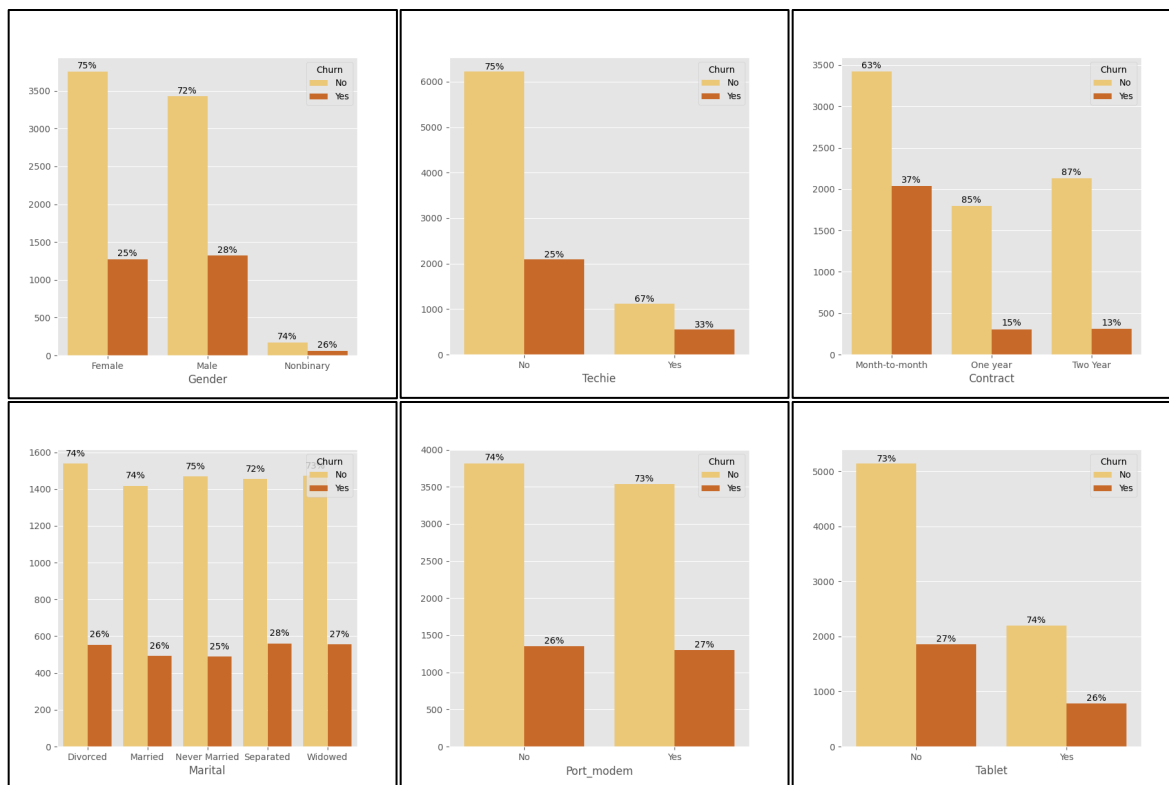 75%
72%
74%
25%
28%
26%
Churn
No
Yes
3500
3000
2500
2000
1500
1000
500
0
Female
Male
Nonbinary
Gender
75%
25%
67%
33%
Churn
No
Yes
6000
5000
4000
3000
2000
1000
0
No
Yes
Techie
63%
37%
85%
15%
87%
13%
Churn
No
Yes
3500
3000
2500
2000
1500
1000
500
0
Month-to-month
One year
Two Year
Contract
74%
74%
75%
72%
73%
26%
26%
25%
28%
27%
Churn
No
Yes
1600
1400
1200
1000
800
600
400
200
0
Divorced
Married
Never Married
Separated
Widowed
Marital
74%
26%
73%
27%
Churn
No
Yes
4000
3500
3000
2500
2000
1500
1000
500
0
No
Yes
Port_modem
73%
27%
74%
26%
Churn
No
Yes
5000
4000
3000
2000
1000
0
No
Yes
Tablet